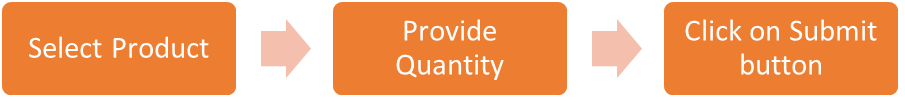 Select Product
Provide
Quantity
Click on Submit
button